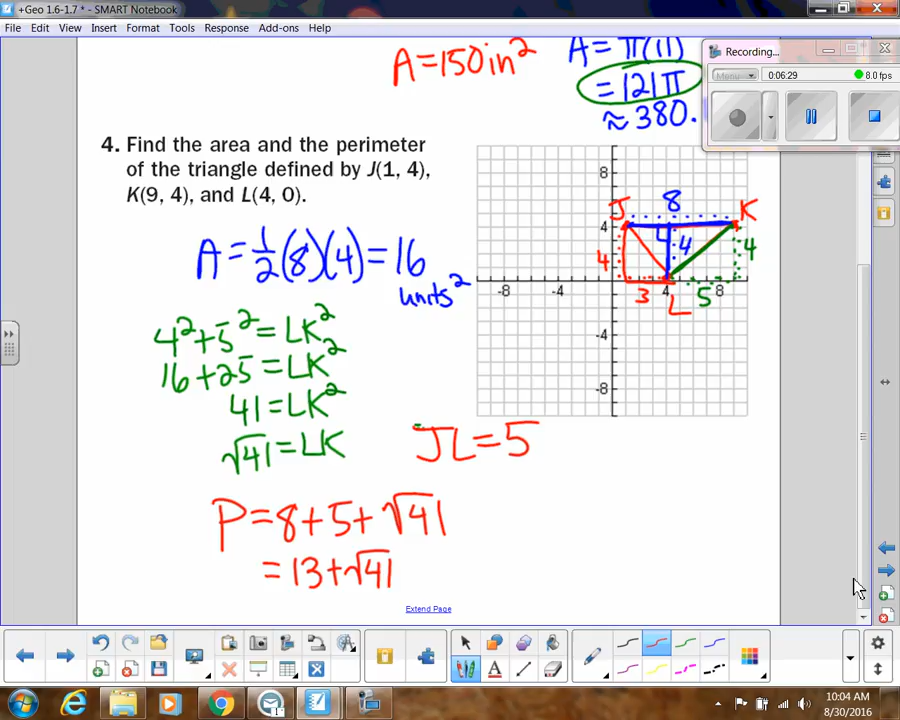 +Geo 1.6-1.7 * - SMART Notebook
File Edit View Insert Format Tools Response Add-ons Help
Recording...
Menu
0:06:29
8.0 fps
A=150in²
A=π(11)
=121π
≈380.
4. Find the area and the perimeter
of the triangle defined by J(1, 4),
K(9, 4), and L(4, 0).
A=½(8)(4)=16
units²
4²+5²=LK²
16+25=LK²
41=LK²
√41=LK
JL=5
P=8+5+√41
=13+√41
8
J
8
K
4
4
4
4
-8
-4
4
8
3
L
5
-4
-8
Extend Page
A
10:04 AM
8/30/2016